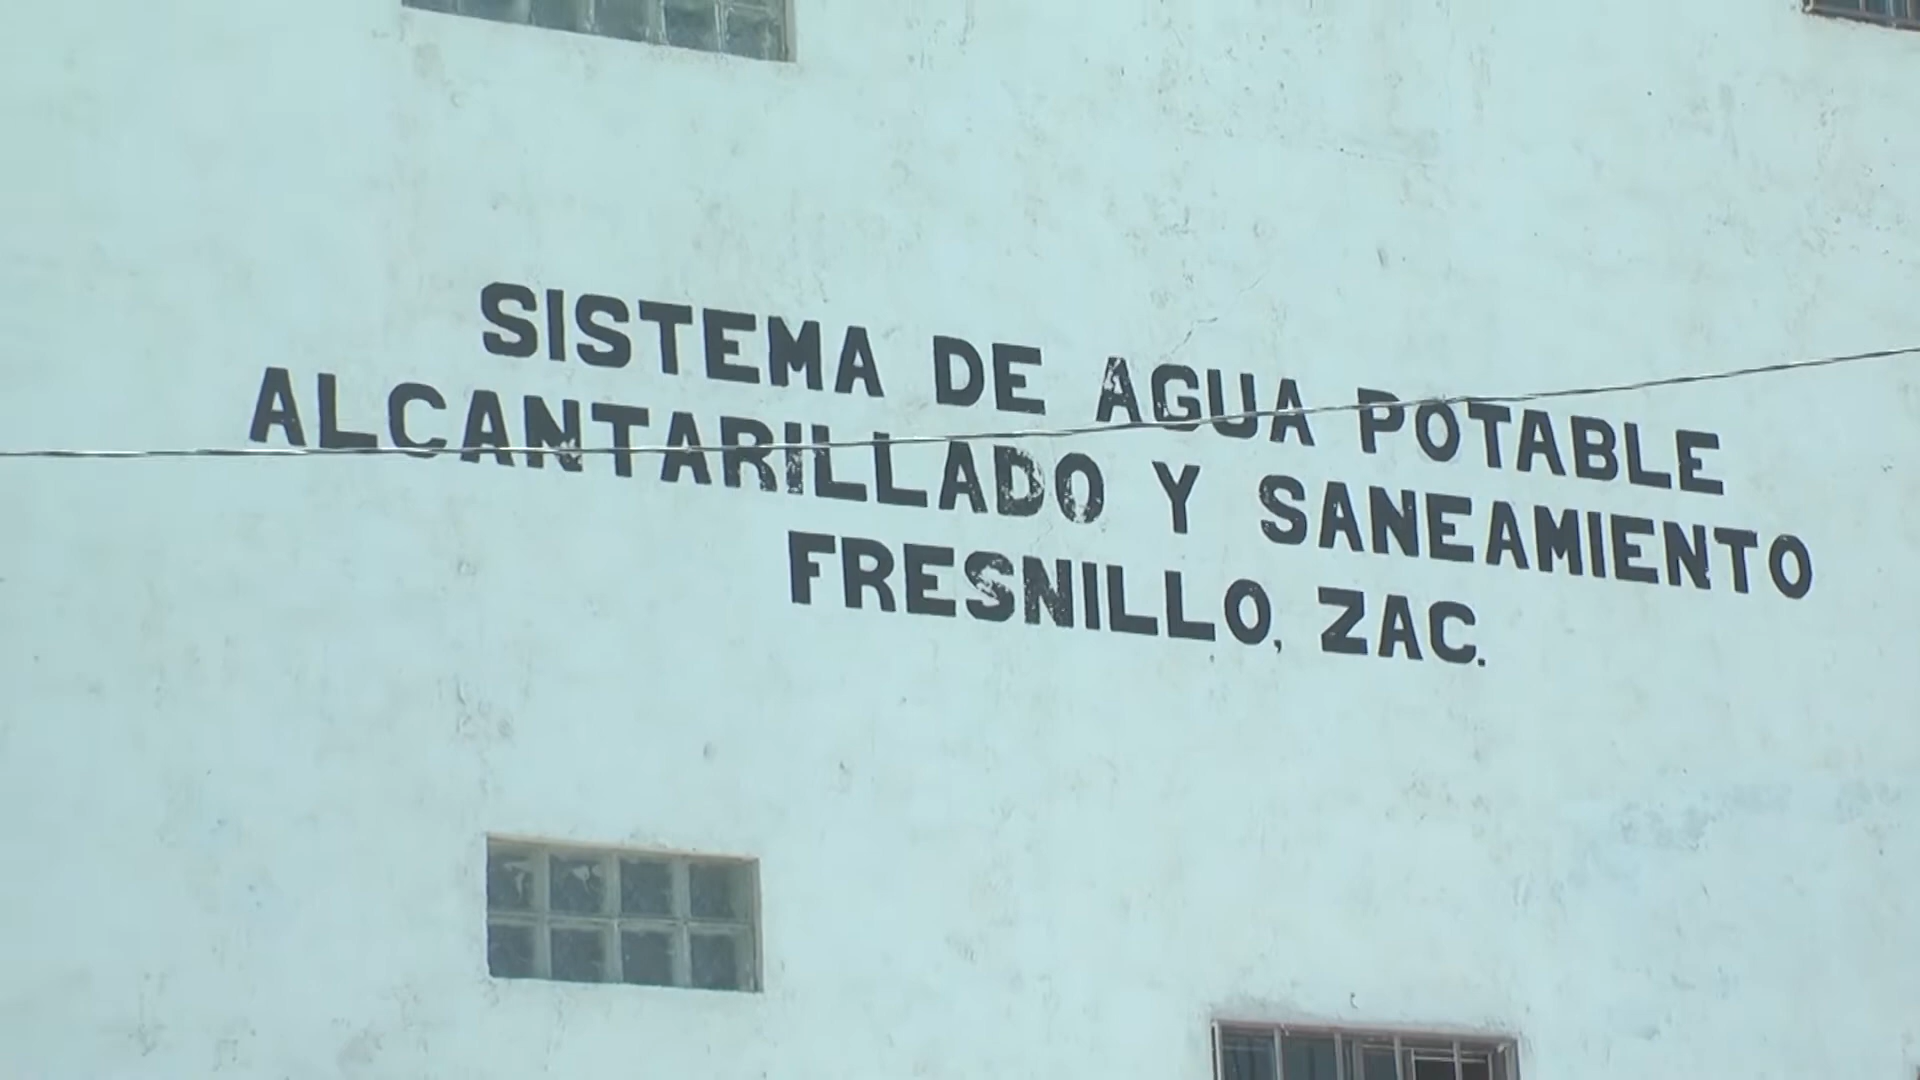 SISTEMA DE AGUA POTABLE
ALCANTARILLADO Y SANEAMIENTO
FRESNILLO, ZAC.